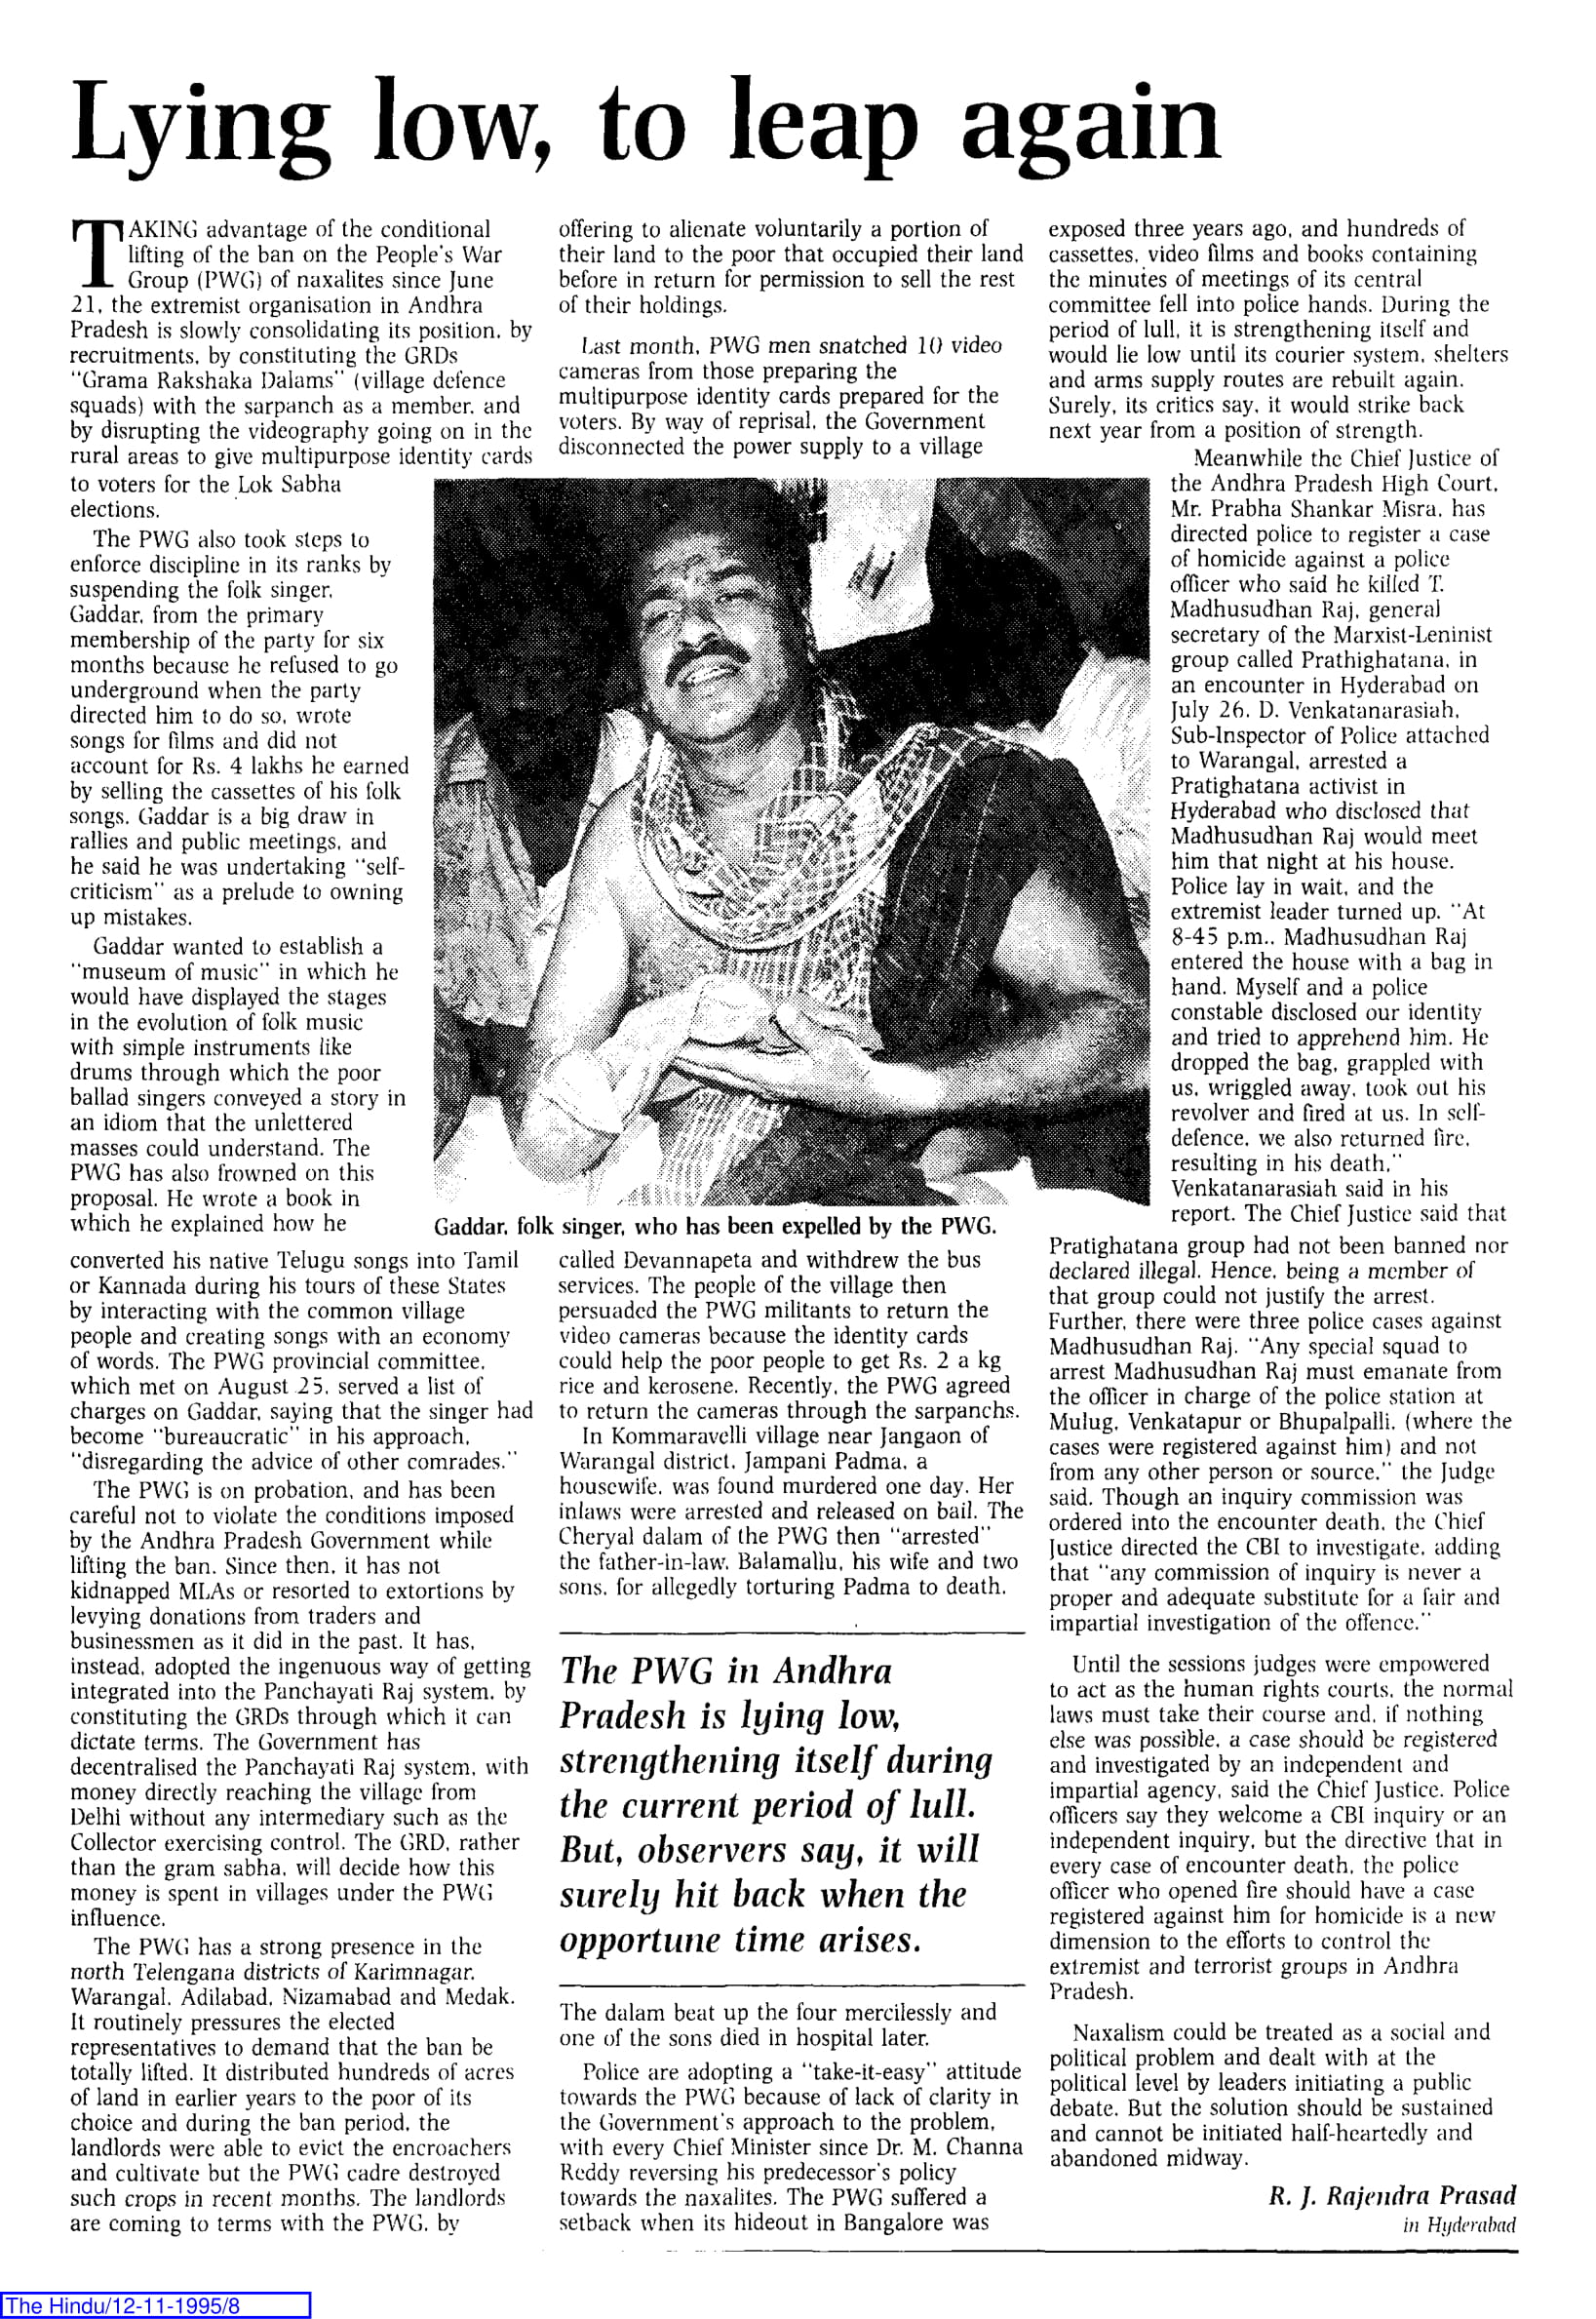 Lying low, to leap again
TAKING advantage of the conditional
lifting of the ban on the People's War
Group (PWG) of naxalites since June
21, the extremist organisation in Andhra
Pradesh is slowly consolidating its position, by
recruitments, by constituting the GRDs
"Grama Rakshaka Dalams" (village defence
squads) with the sarpanch as a member, and
by disrupting the videography going on in the
rural areas to give multipurpose identity cards
to voters for the Lok Sabha
elections.
The PWG also took steps to
enforce discipline in its ranks by
suspending the folk singer,
Gaddar, from the primary
membership of the party for six
months because he refused to go
underground when the party
directed him to do so, wrote
songs for films and did not
account for Rs. 4 lakhs he earned
by selling the cassettes of his folk
songs. Gaddar is a big draw in
rallies and public meetings, and
he said he was undertaking "self-
criticism" as a prelude to owning
up mistakes.
Gaddar wanted to establish a
"museum of music" in which he
would have displayed the stages
in the evolution of folk music
with simple instruments like
drums through which the poor
ballad singers conveyed a story in
an idiom that the unlettered
masses could understand. The
PWG has also frowned on this
proposal. He wrote a book in
which he explained how he
converted his native Telugu songs into Tamil
or Kannada during his tours of these States
by interacting with the common village
people and creating songs with an economy
of words. The PWG provincial committee,
which met on August 25, served a list of
charges on Gaddar, saying that the singer had
become "bureaucratic" in his approach,
"disregarding the advice of other comrades."
The PWG is on probation, and has been
careful not to violate the conditions imposed
by the Andhra Pradesh Government while
lifting the ban. Since then, it has not
kidnapped MLAs or resorted to extortions by
levying donations from traders and
businessmen as it did in the past. It has,
instead, adopted the ingenuous way of getting
integrated into the Panchayati Raj system, by
constituting the GRDs through which it can
dictate terms. The Government has
decentralised the Panchayati Raj system, with
money directly reaching the village from
Delhi without any intermediary such as the
Collector exercising control. The GRD, rather
than the gram sabha, will decide how this
money is spent in villages under the PWG
influence.
The PWG has a strong presence in the
north Telengana districts of Karimnagar,
Warangal, Adilabad, Nizamabad and Medak.
It routinely pressures the elected
representatives to demand that the ban be
totally lifted. It distributed hundreds of acres
of land in earlier years to the poor of its
choice and during the ban period, the
landlords were able to evict the encroachers
and cultivate but the PWG cadre destroyed
such crops in recent months. The landlords
are coming to terms with the PWG, by
offering to alienate voluntarily a portion of
their land to the poor that occupied their land
before in return for permission to sell the rest
of their holdings.
Last month, PWG men snatched 10 video
cameras from those preparing the
multipurpose identity cards prepared for the
voters. By way of reprisal, the Government
disconnected the power supply to a village
Gaddar, folk singer, who has been expelled by the PWG.
called Devannapeta and withdrew the bus
services. The people of the village then
persuaded the PWG militants to return the
video cameras because the identity cards
could help the poor people to get Rs. 2 a kg
rice and kerosene. Recently, the PWG agreed
to return the cameras through the sarpanchs.
In Kommaravelli village near Jangaon of
Warangal district, Jampani Padma, a
housewife, was found murdered one day. Her
inlaws were arrested and released on bail. The
Cheryal dalam of the PWG then "arrested"
the father-in-law, Balamallu, his wife and two
sons, for allegedly torturing Padma to death.
The PWG in Andhra
Pradesh is lying low,
strengthening itself during
the current period of lull.
But, observers say, it will
surely hit back when the
opportune time arises.
The dalam beat up the four mercilessly and
one of the sons died in hospital later.
Police are adopting a "take-it-easy" attitude
towards the PWG because of lack of clarity in
the Government's approach to the problem,
with every Chief Minister since Dr. M. Channa
Reddy reversing his predecessor's policy
towards the naxalites. The PWG suffered a
setback when its hideout in Bangalore was
exposed three years ago, and hundreds of
cassettes, video films and books containing
the minutes of meetings of its central
committee fell into police hands. During the
period of lull, it is strengthening itself and
would lie low until its courier system, shelters
and arms supply routes are rebuilt again.
Surely, its critics say, it would strike back
next year from a position of strength.
Meanwhile the Chief Justice of
the Andhra Pradesh High Court,
Mr. Prabha Shankar Misra, has
directed police to register a case
of homicide against a police
officer who said he killed T.
Madhusudhan Raj, general
secretary of the Marxist-Leninist
group called Prathighatana, in
an encounter in Hyderabad on
July 26. D. Venkatanarasiah,
Sub-Inspector of Police attached
to Warangal, arrested a
Pratighatana activist in
Hyderabad who disclosed that
Madhusudhan Raj would meet
him that night at his house.
Police lay in wait, and the
extremist leader turned up. "At
8-45 p.m., Madhusudhan Raj
entered the house with a bag in
hand. Myself and a police
constable disclosed our identity
and tried to apprehend him. He
dropped the bag, grappled with
us, wriggled away, took out his
revolver and fired at us. In self-
defence, we also returned fire,
resulting in his death,"
Venkatanarasiah said in his
report. The Chief Justice said that
Pratighatana group had not been banned nor
declared illegal. Hence, being a member of
that group could not justify the arrest.
Further, there were three police cases against
Madhusudhan Raj. "Any special squad to
arrest Madhusudhan Raj must emanate from
the officer in charge of the police station at
Mulug, Venkatapur or Bhupalpalli, (where the
cases were registered against him) and not
from any other person or source," the Judge
said. Though an inquiry commission was
ordered into the encounter death, the Chief
Justice directed the CBI to investigate, adding
that "any commission of inquiry is never a
proper and adequate substitute for a fair and
impartial investigation of the offence."
Until the sessions judges were empowered
to act as the human rights courts, the normal
laws must take their course and, if nothing
else was possible, a case should be registered
and investigated by an independent and
impartial agency, said the Chief Justice. Police
officers say they welcome a CBI inquiry or an
independent inquiry, but the directive that in
every case of encounter death, the police
officer who opened fire should have a case
registered against him for homicide is a new
dimension to the efforts to control the
extremist and terrorist groups in Andhra
Pradesh.
Naxalism could be treated as a social and
political problem and dealt with at the
political level by leaders initiating a public
debate. But the solution should be sustained
and cannot be initiated half-heartedly and
abandoned midway.
R. J. Rajendra Prasad
in Hyderabad
The Hindu/12-11-1995/8